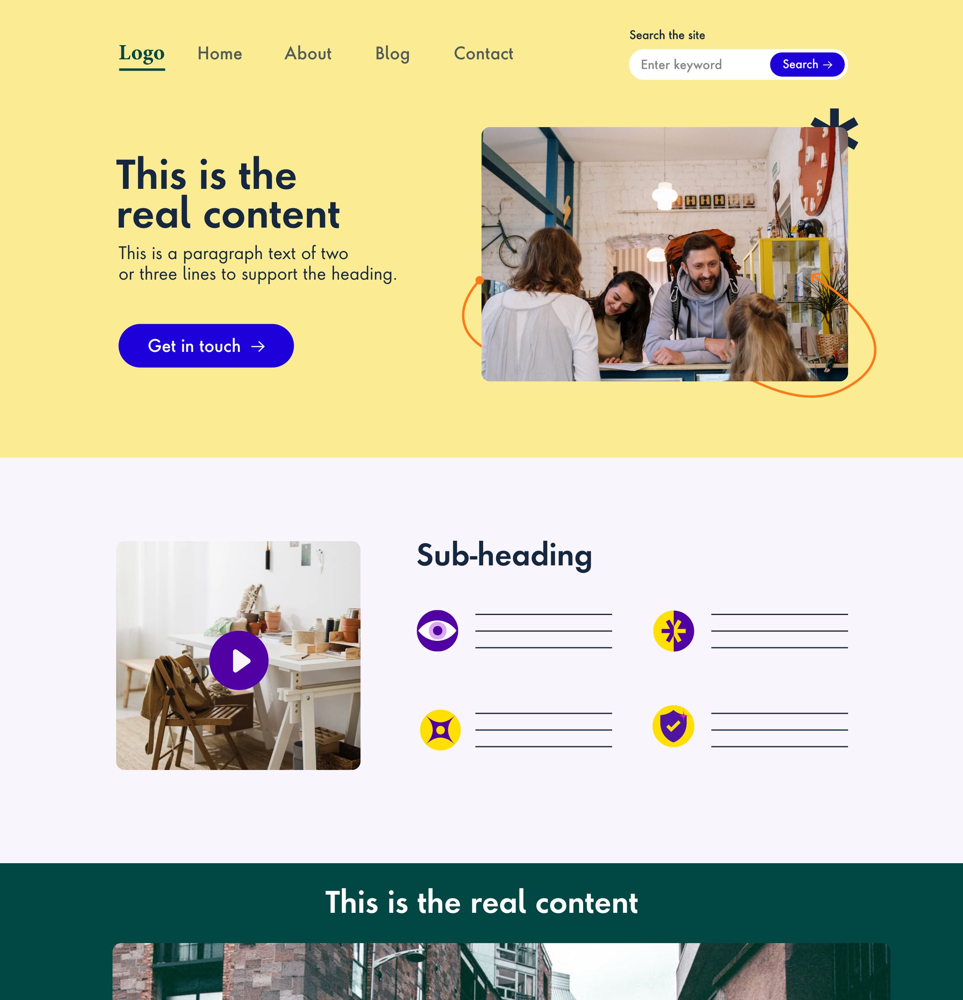 Logo
Home
About
Blog
Contact
Search the site
Enter keyword
Search →
This is the
real content
This is a paragraph text of two
or three lines to support the heading.
Get in touch →
Sub-heading
This is the real content